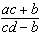 ac + b
cd - b